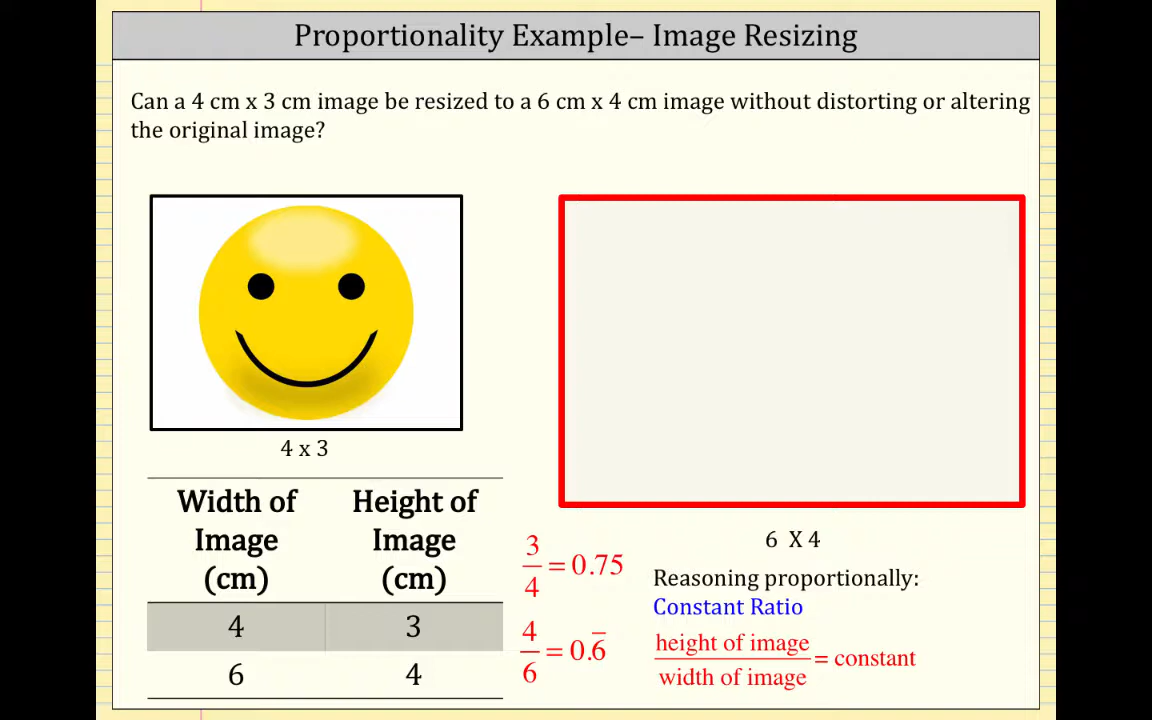 Proportionality Example– Image Resizing
Can a 4 cm x 3 cm image be resized to a 6 cm x 4 cm image without distorting or altering
the original image?
4 x 3
Width of Image (cm) Height of Image (cm)
4 3
6 4
3/4 = 0.75
4/6 = 0.6̅
6 X 4
Reasoning proportionally:
Constant Ratio
height of image/width of image = constant